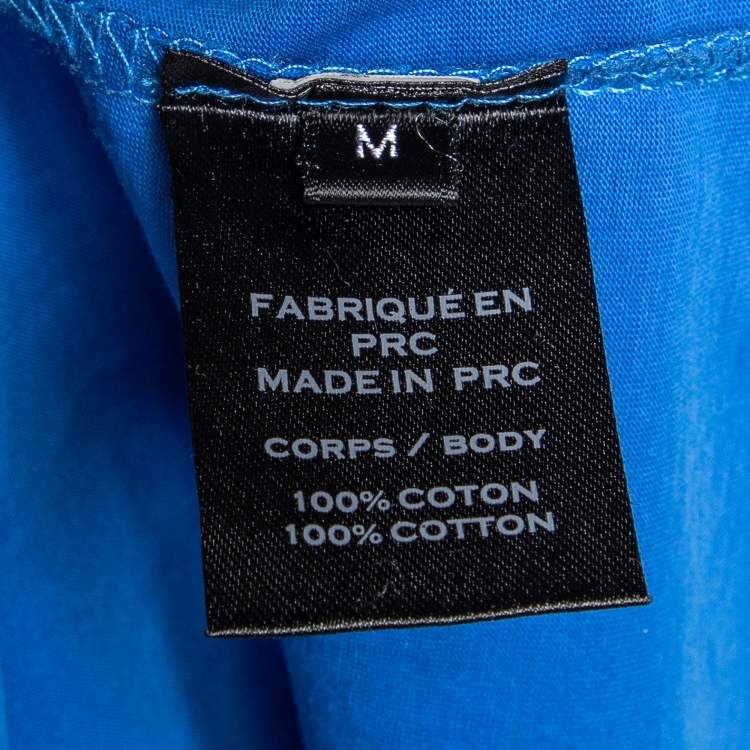 M
FABRIQUÉ EN
PRC
MADE IN PRC
CORPS / BODY
100% COTON
100% COTTON